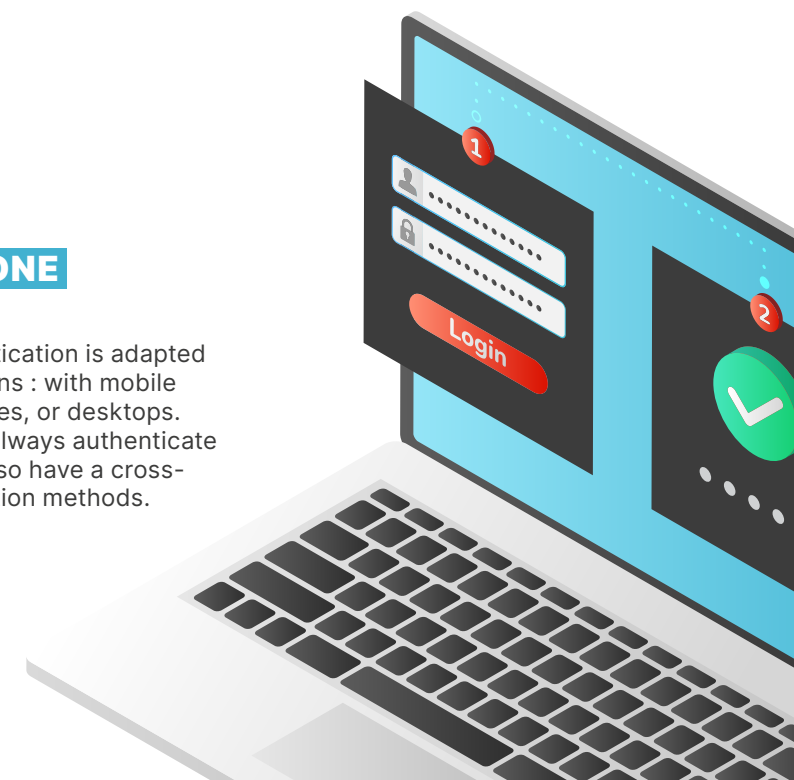 ONE
tication is adapted
ns : with mobile
es, or desktops.
lways authenticate
so have a cross-
ion methods.
1
Login
2